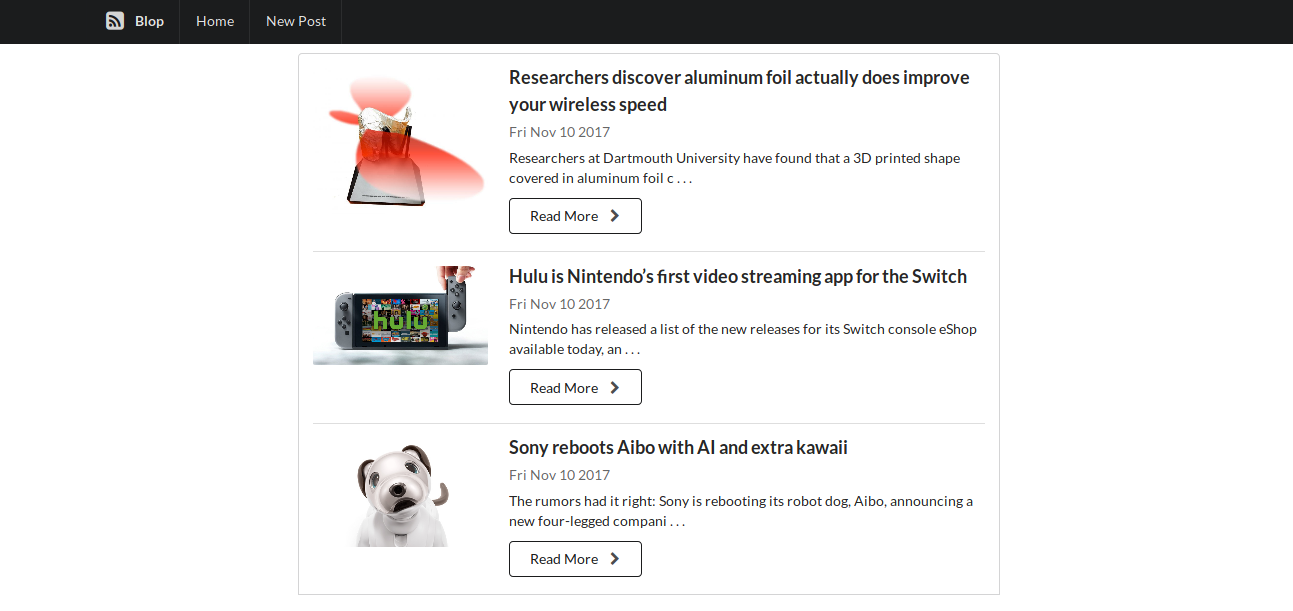 Blop Home New Post
Researchers discover aluminum foil actually does improve
your wireless speed
Fri Nov 10 2017
Researchers at Dartmouth University have found that a 3D printed shape
covered in aluminum foil c . . .
Read More
Hulu is Nintendo’s first video streaming app for the Switch
Fri Nov 10 2017
hulu
Nintendo has released a list of the new releases for its Switch console eShop
available today, an . . .
Read More
Sony reboots Aibo with AI and extra kawaii
Fri Nov 10 2017
The rumors had it right: Sony is rebooting its robot dog, Aibo, announcing a
new four-legged compani . . .
Read More